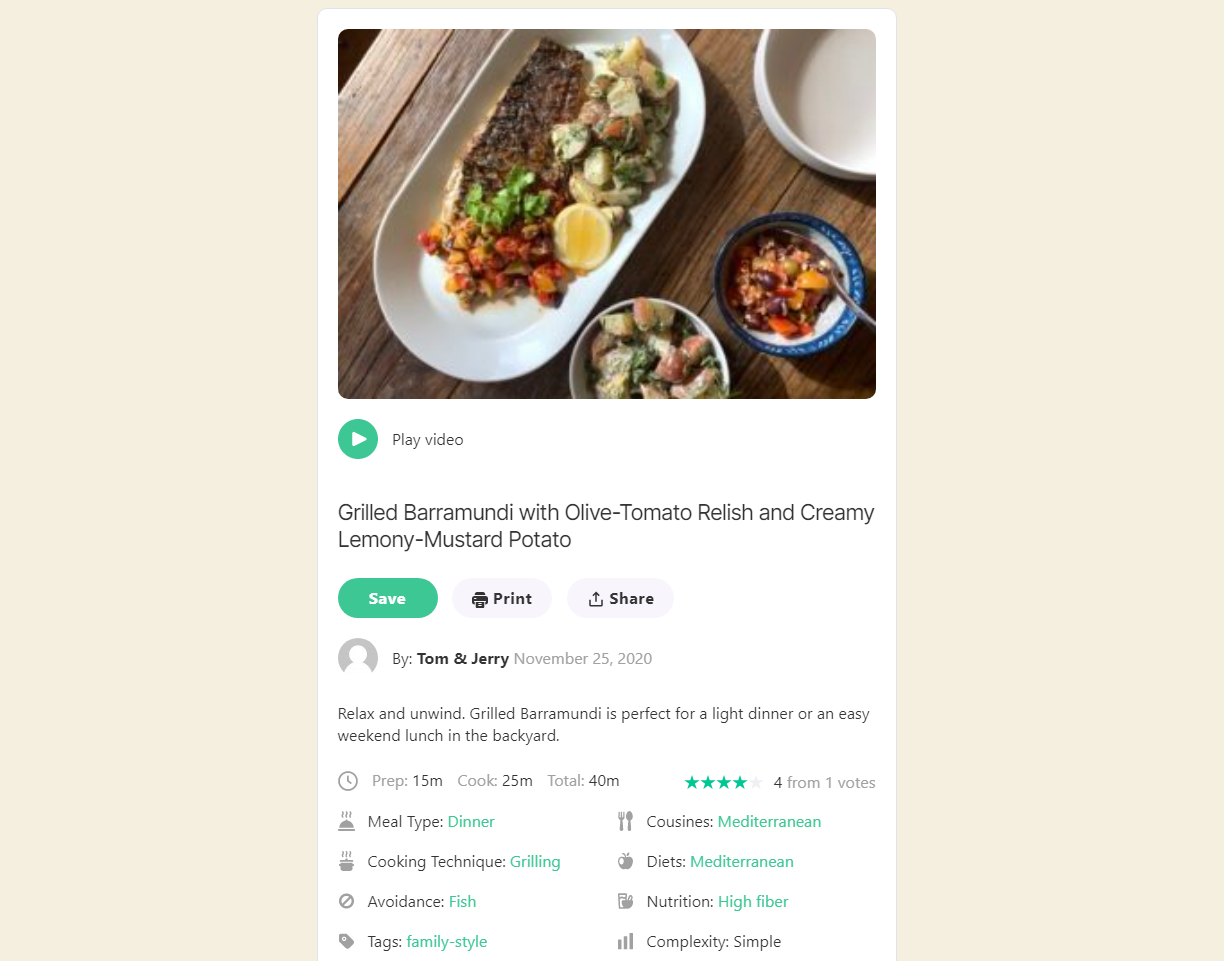 Play video
Grilled Barramundi with Olive-Tomato Relish and Creamy
Lemony-Mustard Potato
Save
Print
Share
By: Tom & Jerry November 25, 2020
Relax and unwind. Grilled Barramundi is perfect for a light dinner or an easy
weekend lunch in the backyard.
Prep: 15m Cook: 25m Total: 40m
4 from 1 votes
Meal Type: Dinner
Cousines: Mediterranean
Cooking Technique: Grilling
Diets: Mediterranean
Avoidance: Fish
Nutrition: High fiber
Tags: family-style
Complexity: Simple